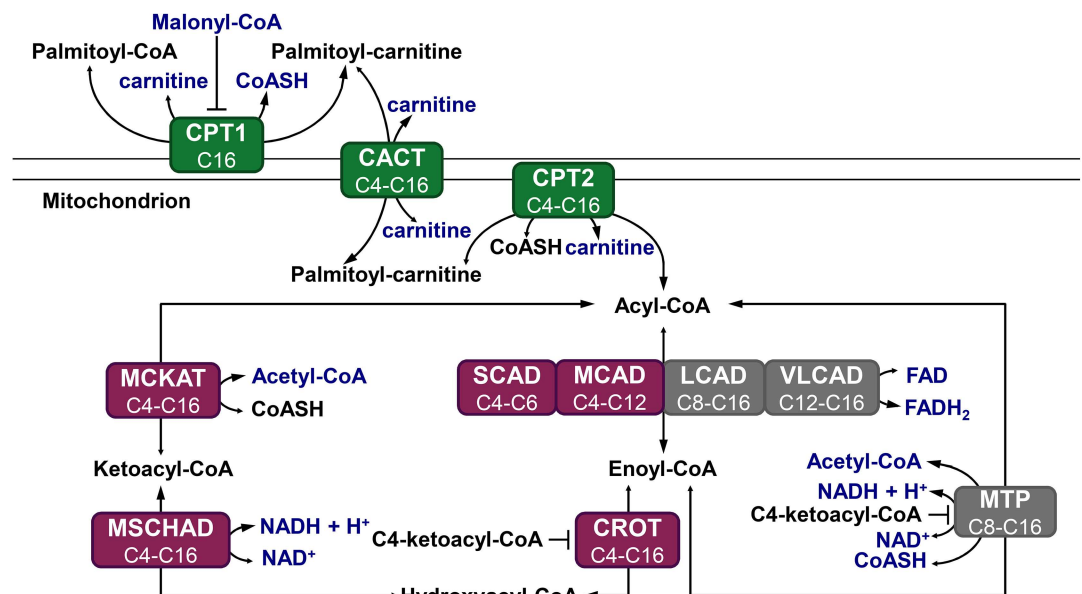 Malonyl-CoA
Palmitoyl-CoA
Palmitoyl-carnitine
carnitine
CoASH
carnitine
CPT1
C16
CACT
C4-C16
CPT2
C4-C16
Mitochondrion
carnitine
CoASH
carnitine
Palmitoyl-carnitine
Acyl-CoA
MCKAT
C4-C16
Acetyl-CoA
CoASH
SCAD
C4-C6
MCAD
C4-C12
LCAD
C8-C16
VLCAD
C12-C16
FAD
FADH₂
Ketoacyl-CoA
Enoyl-CoA
Acetyl-CoA
NADH + H⁺
C4-ketoacyl-CoA
NAD⁺
CoASH
MTP
C8-C16
MSCHAD
C4-C16
NADH + H⁺
NAD⁺
C4-ketoacyl-CoA
CROT
C4-C16
Hydroxyacyl-CoA